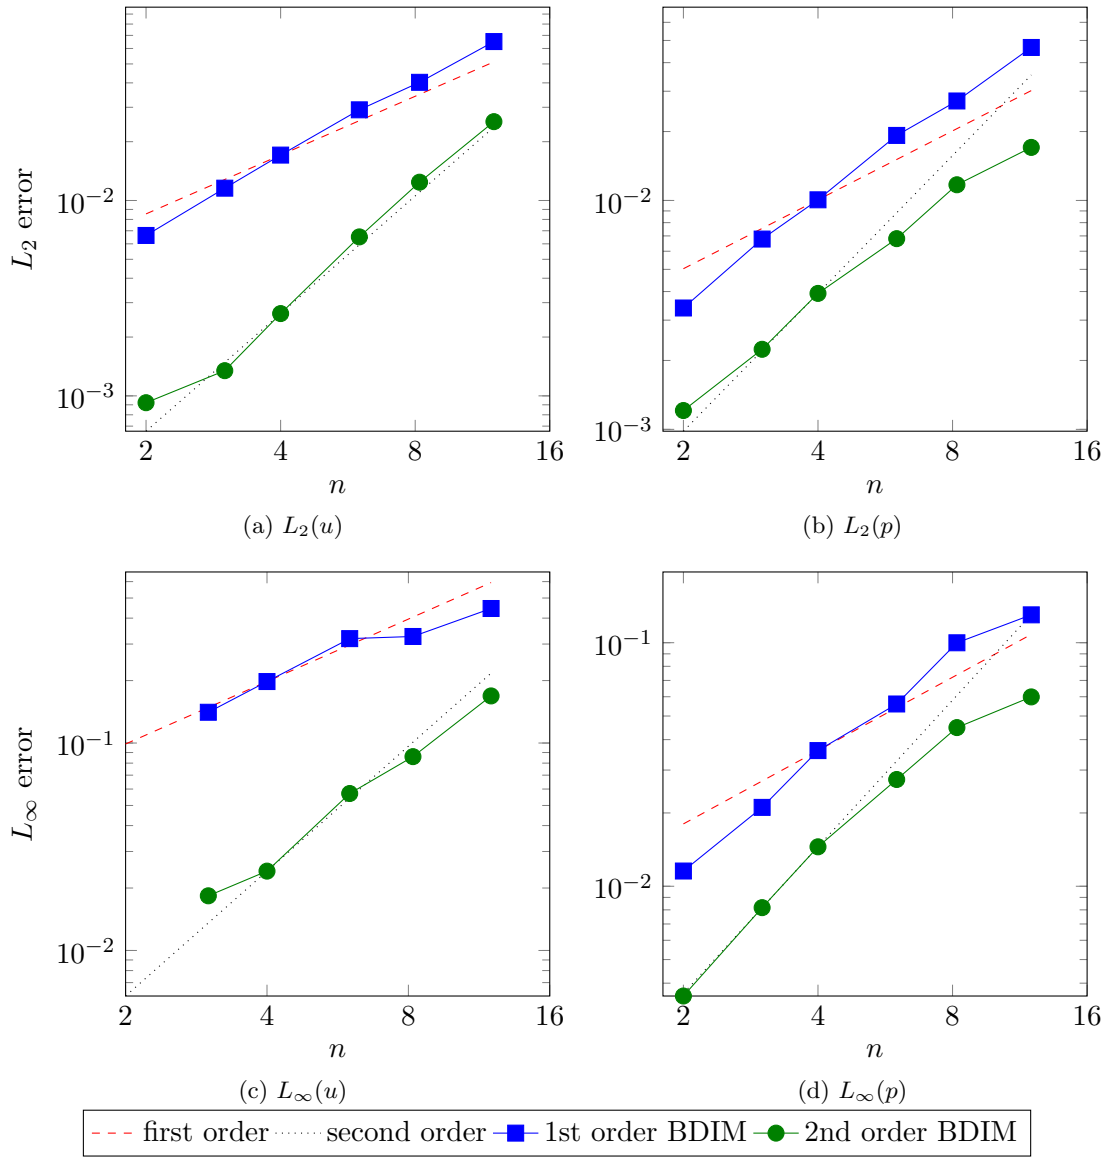 L₂ error
10⁻²
10⁻³
2 4 8 16
n
(a) L₂(u)
10⁻²
10⁻³
2 4 8 16
n
(b) L₂(p)
L∞ error
10⁻¹
10⁻²
2 4 8 16
n
(c) L∞(u)
10⁻¹
10⁻²
2 4 8 16
n
(d) L∞(p)
first order second order 1st order BDIM 2nd order BDIM